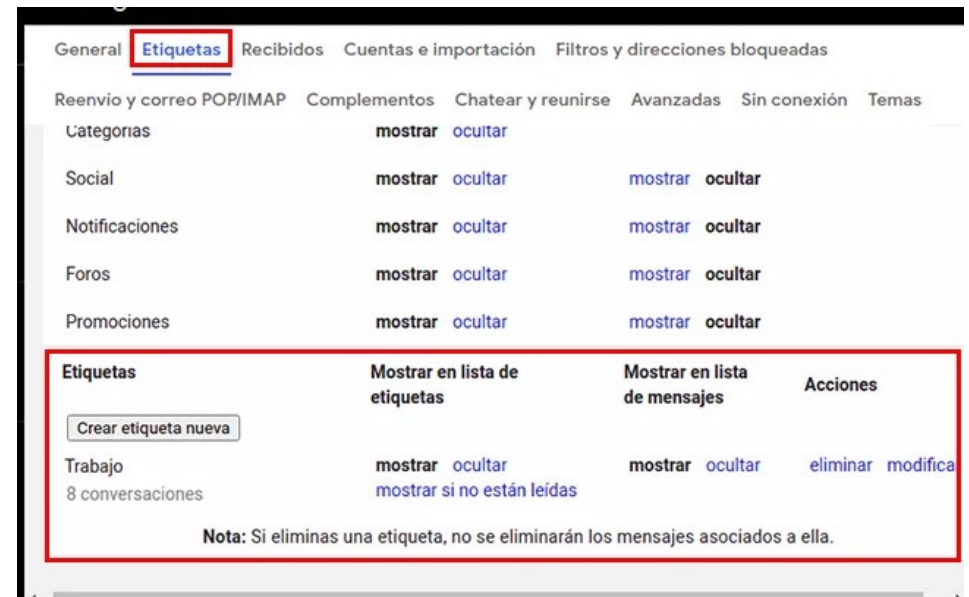 General Etiquetas Recibidos Cuentas e importación Filtros y direcciones bloqueadas
Reenvío y correo POP/IMAP Complementos Chatear y reunirse Avanzadas Sin conexión Temas
Categorías mostrar ocultar
Social mostrar ocultar mostrar ocultar
Notificaciones mostrar ocultar mostrar ocultar
Foros mostrar ocultar mostrar ocultar
Promociones mostrar ocultar mostrar ocultar
Etiquetas Mostrar en lista de etiquetas Mostrar en lista de mensajes Acciones
Crear etiqueta nueva
Trabajo mostrar ocultar mostrar ocultar eliminar modifica
8 conversaciones mostrar si no están leídas
Nota: Si eliminas una etiqueta, no se eliminarán los mensajes asociados a ella.